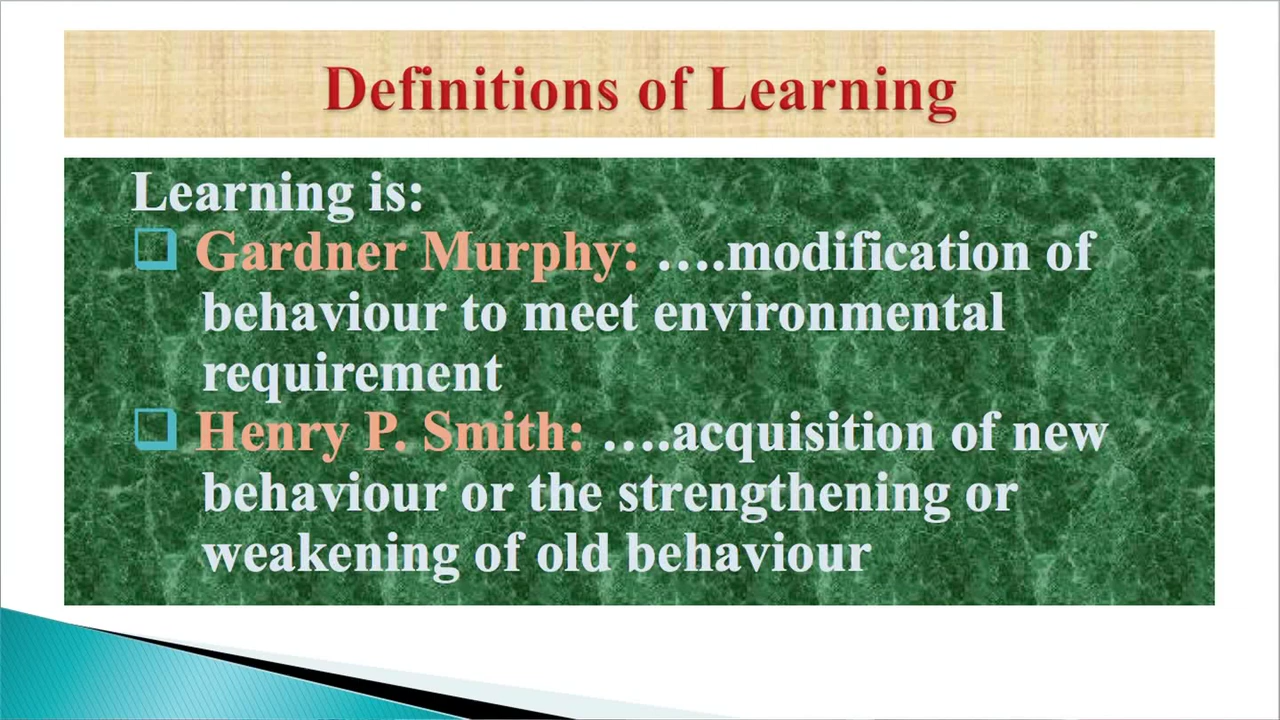 Definitions of Learning
Learning is:
Gardner Murphy: ....modification of
behaviour to meet environmental
requirement
Henry P. Smith: ....acquisition of new
behaviour or the strengthening or
weakening of old behaviour